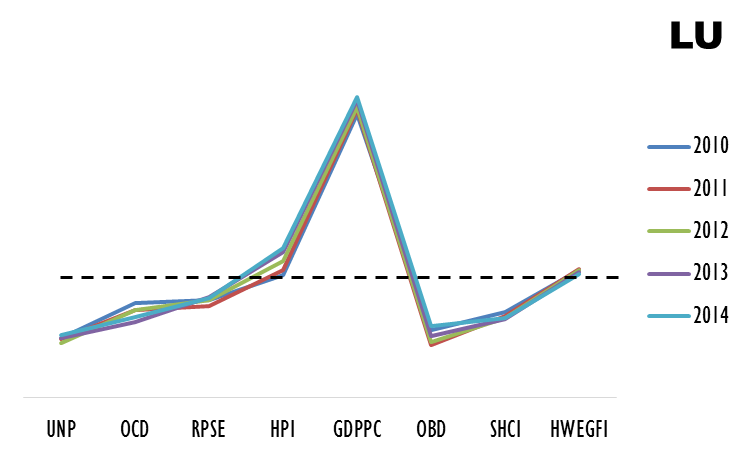 LU
2010
2011
2012
2013
2014
UNP OCD RPSE HPI GDPPC OBD SHCI HWEGFI